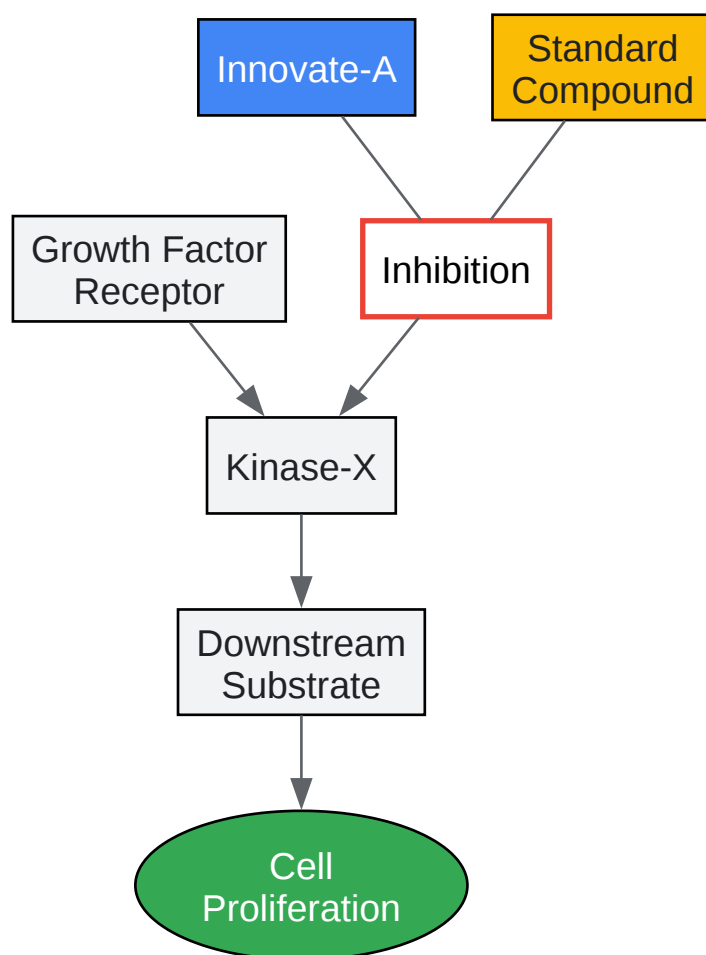 Innovate-A
Standard
Compound
Growth Factor
Receptor
Inhibition
Kinase-X
Downstream
Substrate
Cell
Proliferation